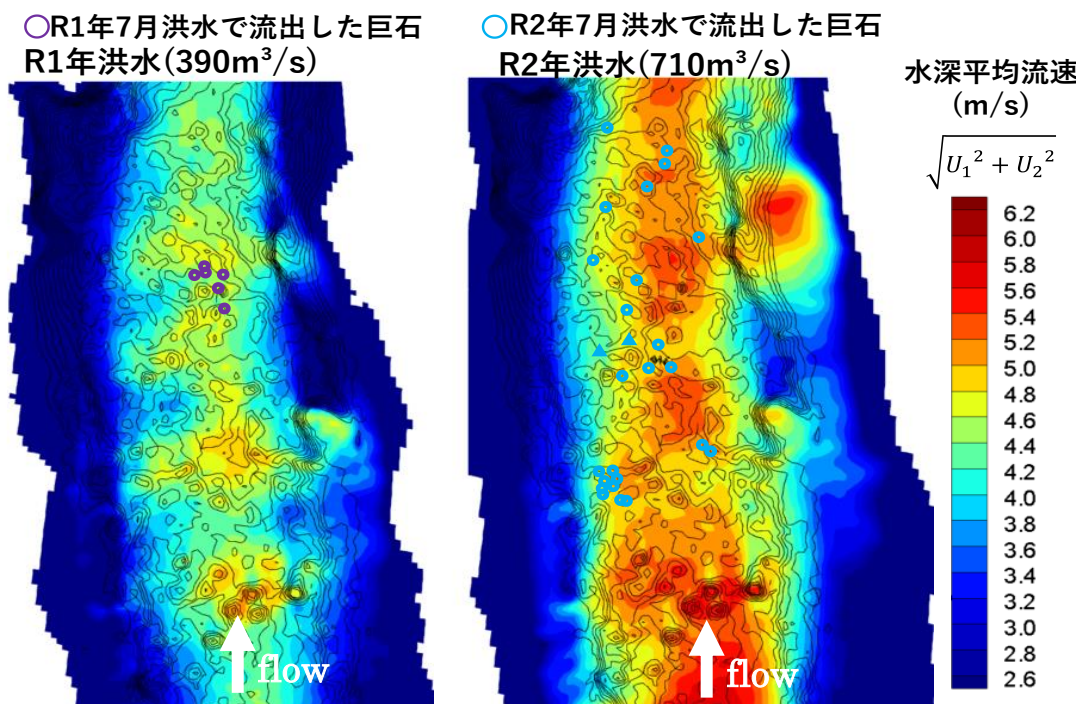 ○R1年7月洪水で流出した巨石
R1年洪水(390m³/s)
○R2年7月洪水で流出した巨石
R2年洪水(710m³/s)
水深平均流速
(m/s)
√U₁² + U₂²
6.2
6.0
5.8
5.6
5.4
5.2
5.0
4.8
4.6
4.4
4.2
4.0
3.8
3.6
3.4
3.2
3.0
2.8
2.6
flow
flow